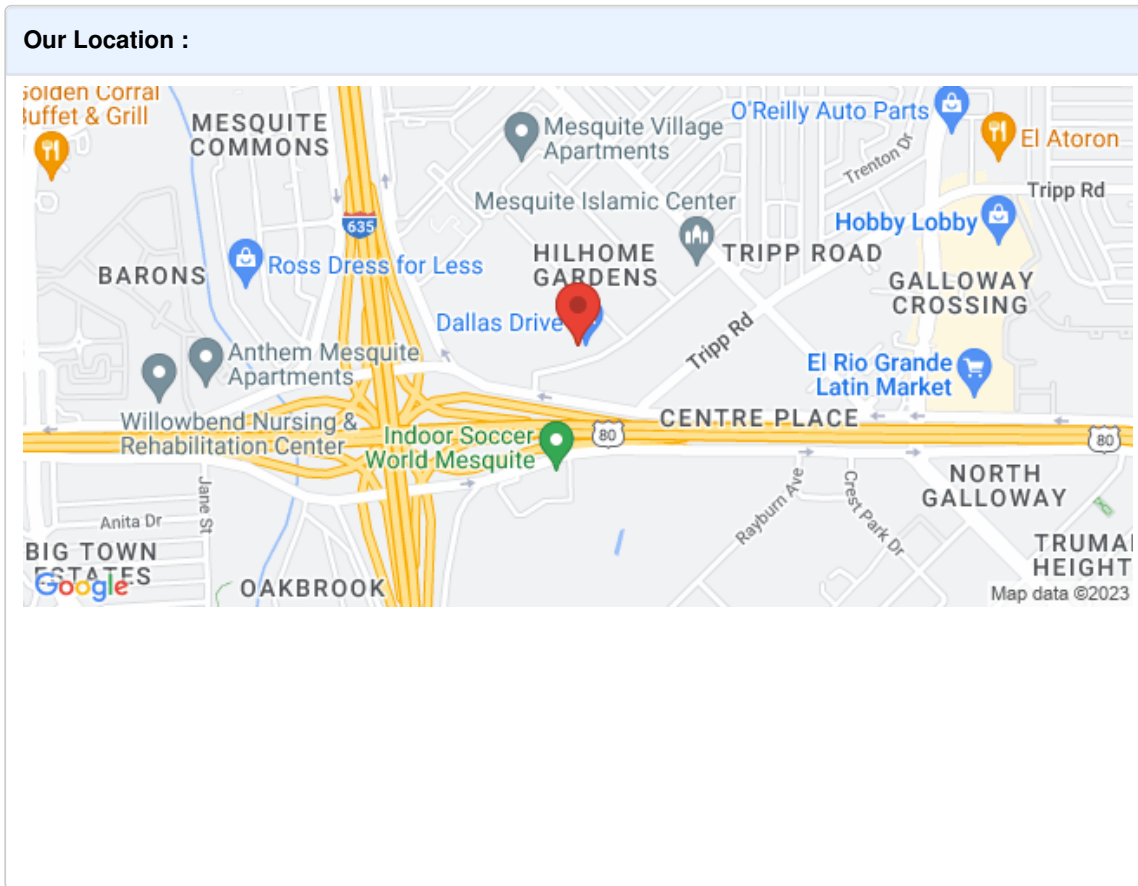 Our Location :
Golden Corral
Buffet & Grill
MESQUITE
COMMONS
Mesquite Village
Apartments
O'Reilly Auto Parts
El Atoron
Trenton Dr
Tripp Rd
Mesquite Islamic Center
Hobby Lobby
635
HILHOME
GARDENS
TRIPP ROAD
BARONS
Ross Dress for Less
GALLOWAY
CROSSING
Dallas Drive
Tripp Rd
Anthem Mesquite
Apartments
El Rio Grande
Latin Market
Willowbend Nursing &
Rehabilitation Center
CENTRE PLACE
Indoor Soccer
World Mesquite
80
80
Jane St
Rayburn Ave
Crest Park Dr
NORTH
GALLOWAY
Anita Dr
BIG TOWN
ESTATES
OAKBROOK
TRUMA
HEIGHT
Google
Map data ©2023